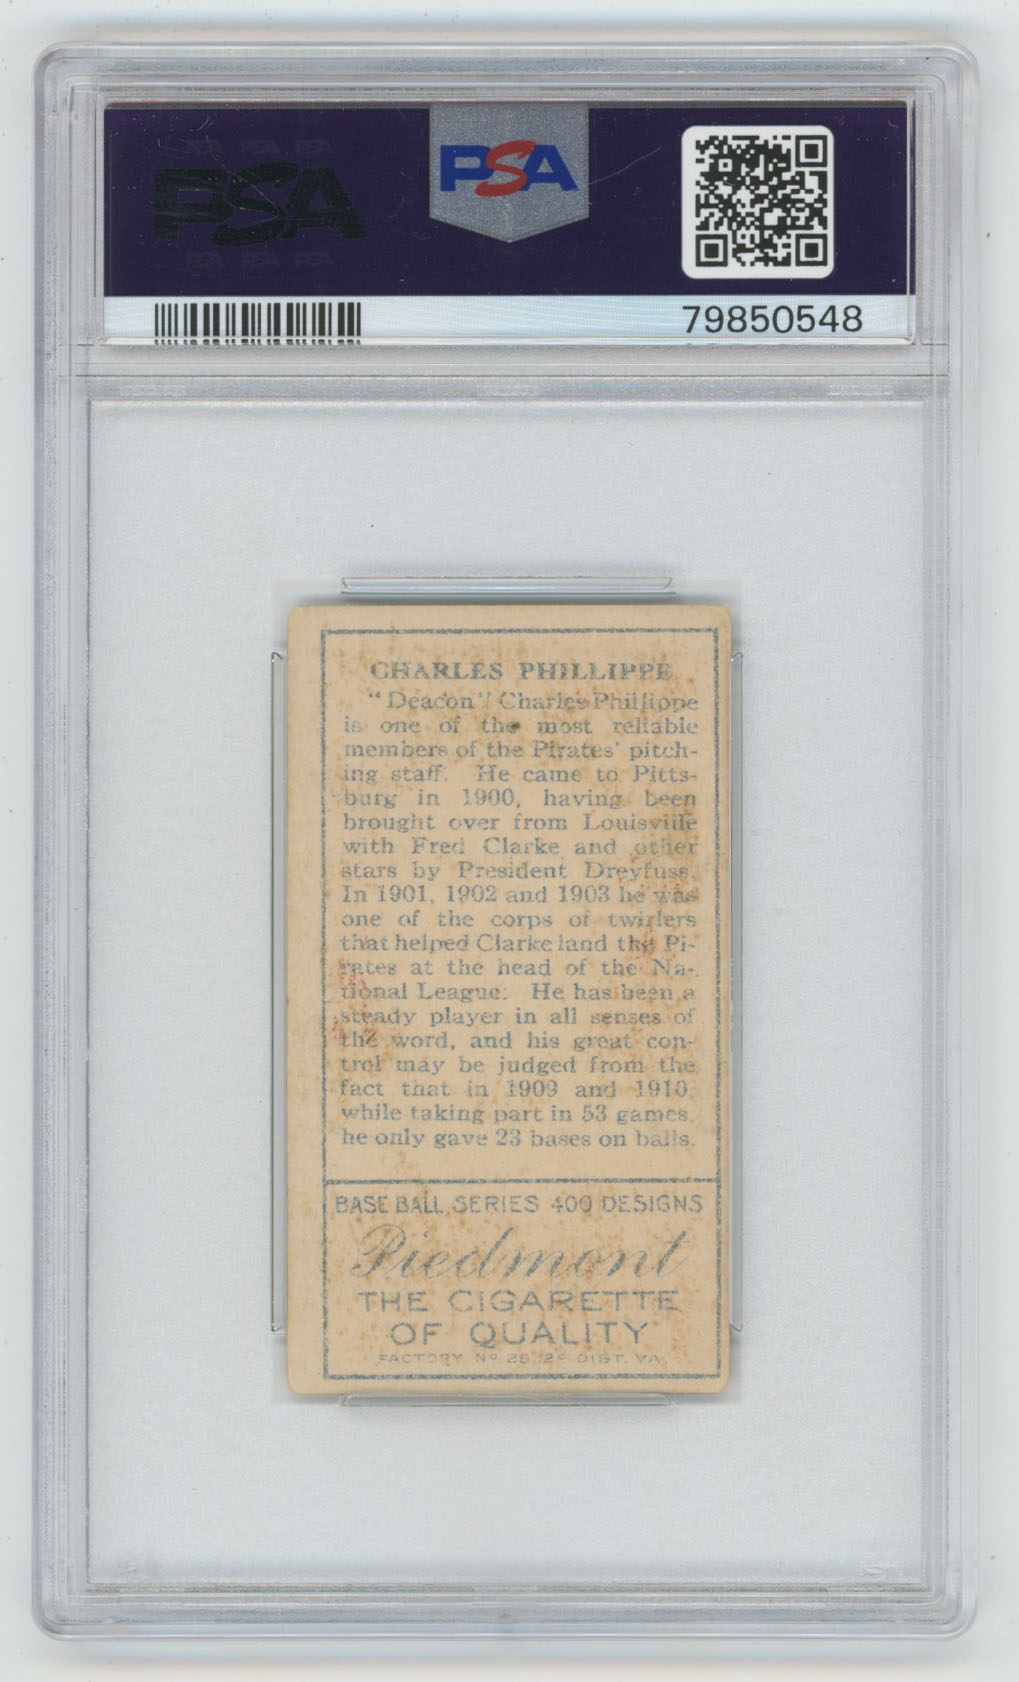 PSA
PSA
79850548
CHARLES PHILLIPPE
"Deacon" Charles Phillippe
is one of the most reliable
members of the Pirates' pitch-
ing staff. He came to Pitts-
burg in 1900, having been
brought over from Louisville
with Fred Clarke and other
stars by President Dreyfuss.
In 1901, 1902 and 1903 he was
one of the corps of twirlers
that helped Clarke land the Pi-
rates at the head of the Na-
tional League. He has been a
steady player in all senses of
the word, and his great con-
trol may be judged from the
fact that in 1909 and 1910,
while taking part in 53 games,
he only gave 23 bases on balls.
BASE BALL SERIES 400 DESIGNS
Piedmont
THE CIGARETTE
OF QUALITY
FACTORY Nº 25, 2º DIST. VA.